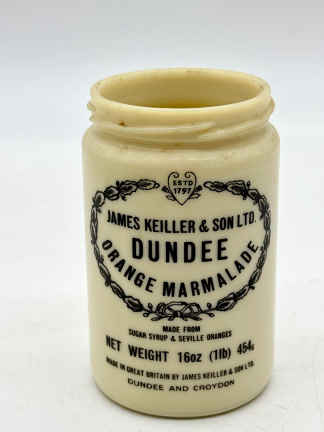 ESTD
1797
JAMES KEILLER & SON LTD.
DUNDEE
ORANGE MARMALADE
MADE FROM
SUGAR SYRUP & SEVILLE ORANGES
NET WEIGHT 16oz (1lb) 454g
MADE IN GREAT BRITAIN BY JAMES KEILLER & SON LTD.
DUNDEE AND CROYDON